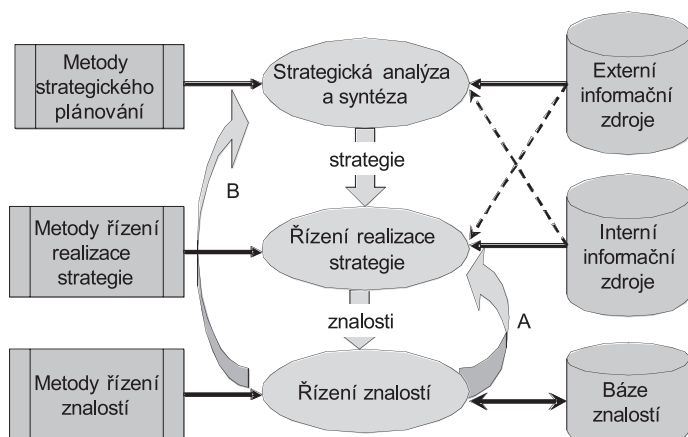 Metody
strategického
plánování
Strategická analýza
a syntéza
Externí
informační
zdroje
strategie
B
Metody řízení
realizace
strategie
Řízení realizace
strategie
Interní
informační
zdroje
znalosti
A
Metody řízení
znalostí
Řízení znalostí
Báze
znalostí